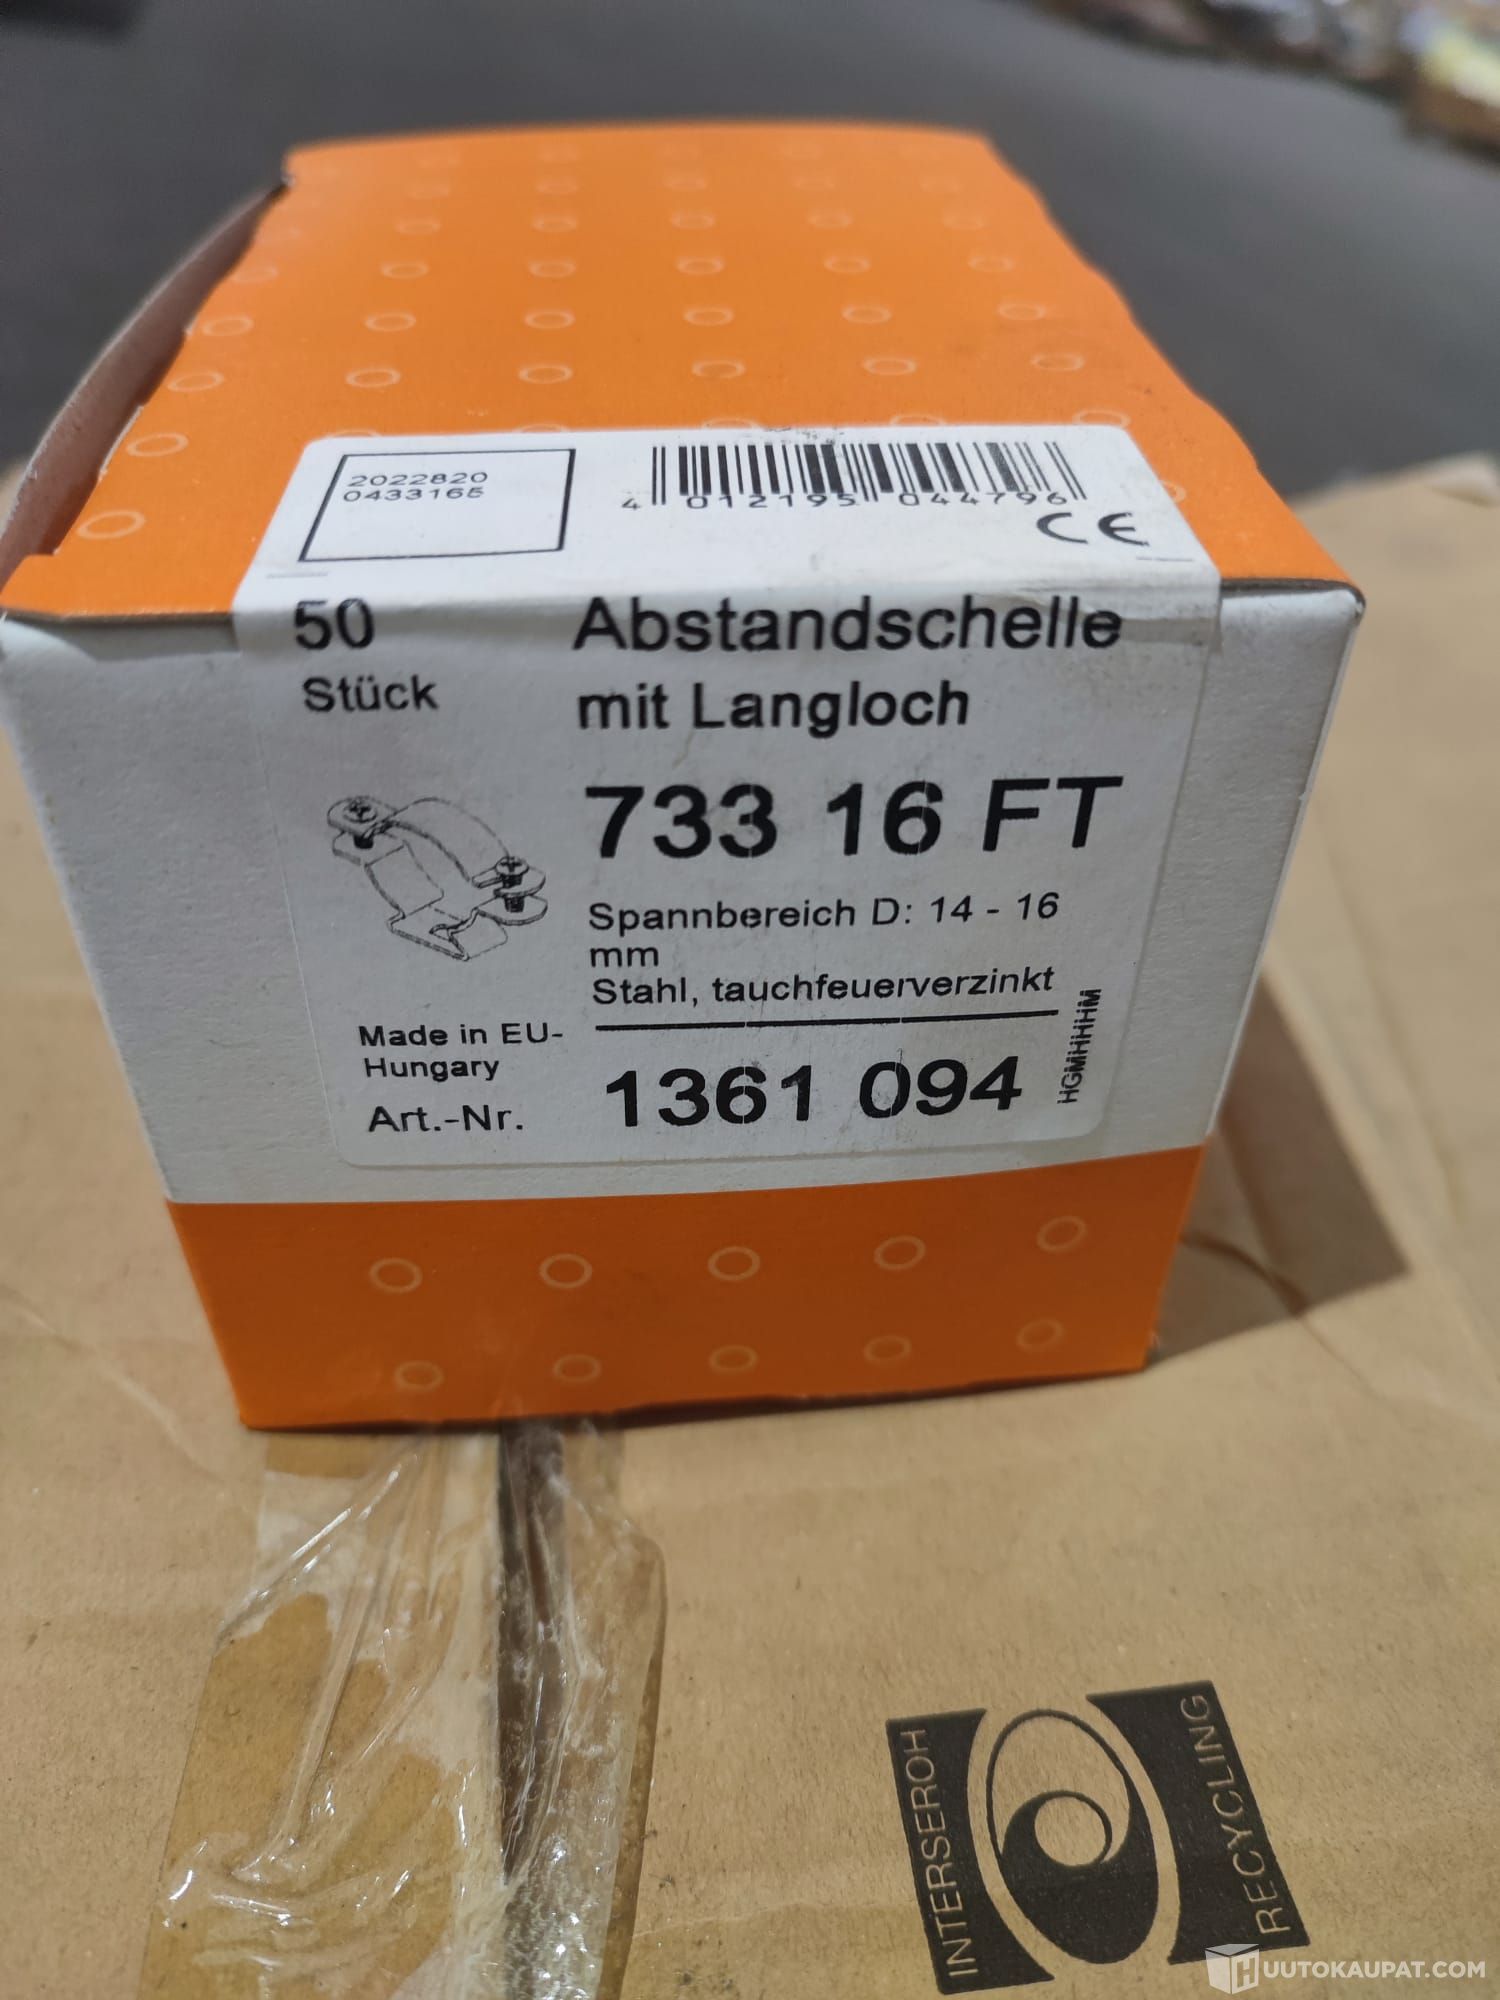 2022820
0433165
4 012195 044796
CE
50
Stück
Abstandschelle
mit Langloch
733 16 FT
Spannbereich D: 14 - 16
mm
Stahl, tauchfeuerverzinkt
Made in EU-
Hungary
Art.-Nr.
1361 094
HGMHHHM
INTERSEROH
RECYCLING
HUUTOKAUPAT.COM